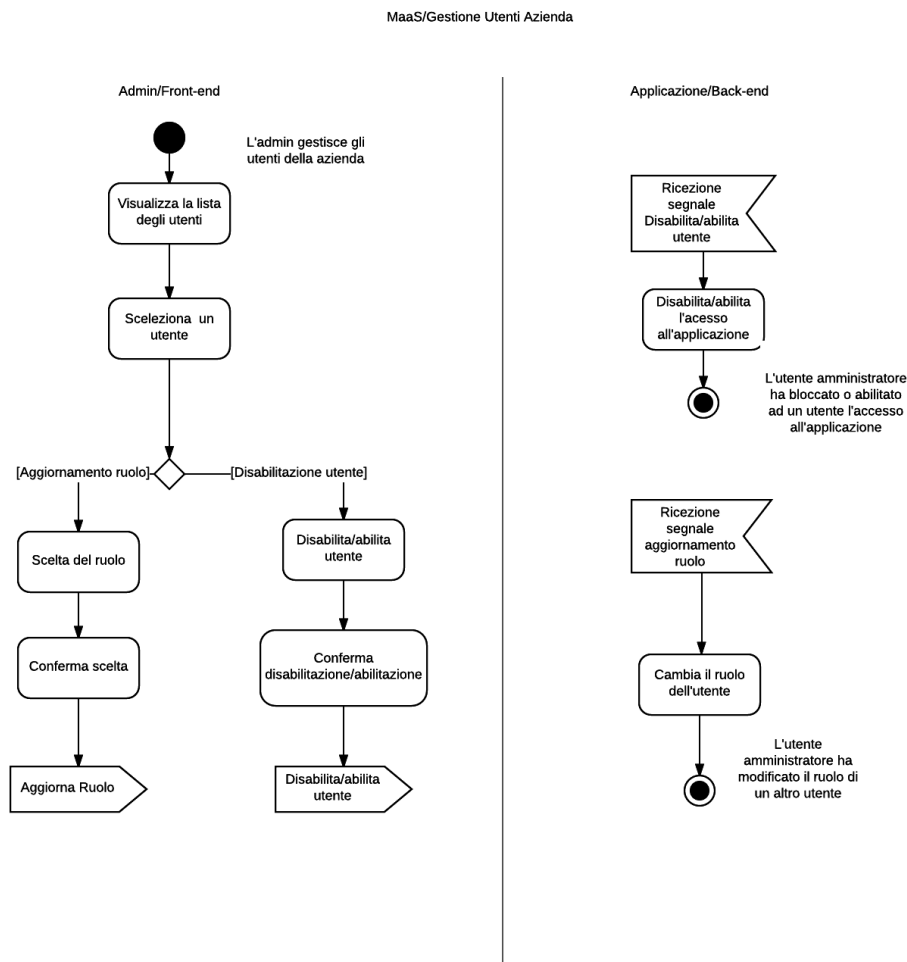 MaaS/Gestione Utenti Azienda
Admin/Front-end
L'admin gestisce gli
utenti della azienda
Visualizza la lista
degli utenti
Sceleziona un
utente
[Aggiornamento ruolo]
[Disabilitazione utente]
Scelta del ruolo
Conferma scelta
Aggiorna Ruolo
Disabilita/abilita
utente
Conferma
disabilitazione/abilitazione
Disabilita/abilita
utente
Applicazione/Back-end
Ricezione
segnale
Disabilita/abilita
utente
Disabilita/abilita
l'acesso
all'applicazione
L'utente amministratore
ha bloccato o abilitato
ad un utente l'accesso
all'applicazione
Ricezione
segnale
aggiornamento
ruolo
Cambia il ruolo
dell'utente
L'utente
amministratore ha
modificato il ruolo di
un altro utente